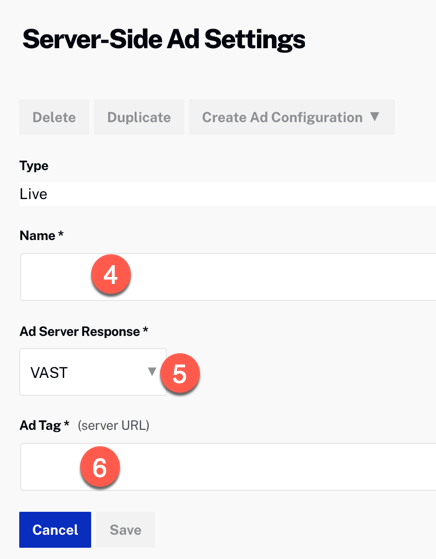 Server-Side Ad Settings
Delete Duplicate Create Ad Configuration ▼
Type
Live
Name *
4
Ad Server Response *
VAST ▼ 5
Ad Tag * (server URL)
6
Cancel Save